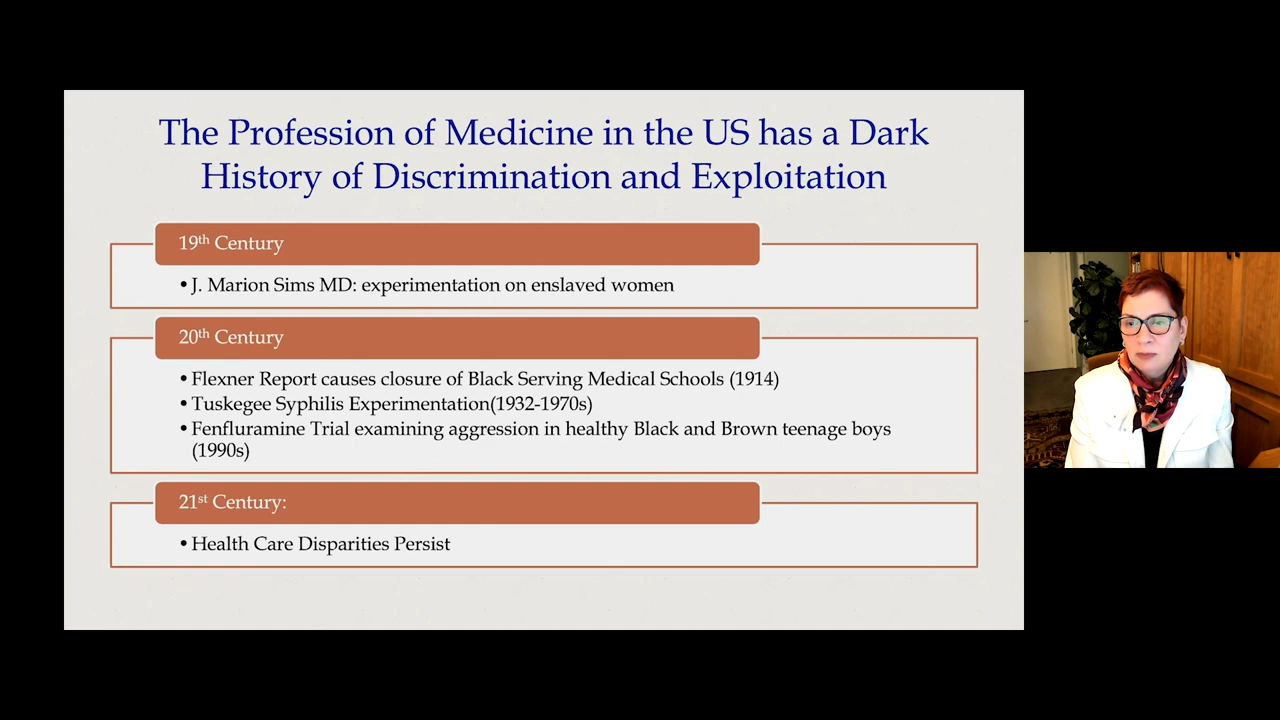 The Profession of Medicine in the US has a Dark
History of Discrimination and Exploitation
19th Century
•J. Marion Sims MD: experimentation on enslaved women
20th Century
•Flexner Report causes closure of Black Serving Medical Schools (1914)
•Tuskegee Syphilis Experimentation(1932-1970s)
•Fenfluramine Trial examining aggression in healthy Black and Brown teenage boys
(1990s)
21st Century:
•Health Care Disparities Persist